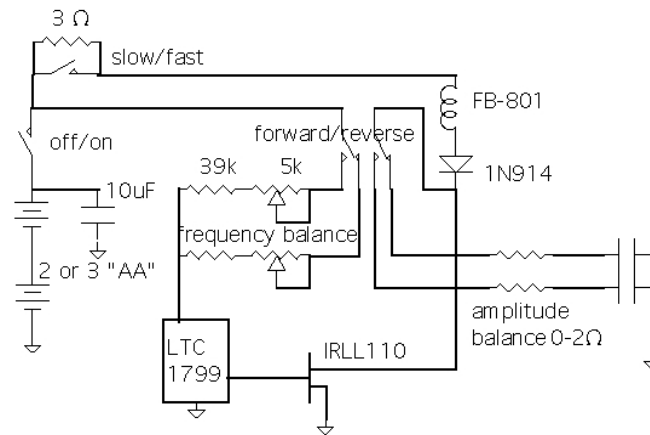 3 Ω
slow/fast
FB-801
off/on
forward/reverse
39k
5k
1N914
10uF
frequency balance
2 or 3 "AA"
amplitude
balance 0-2Ω
LTC
1799
IRLL110